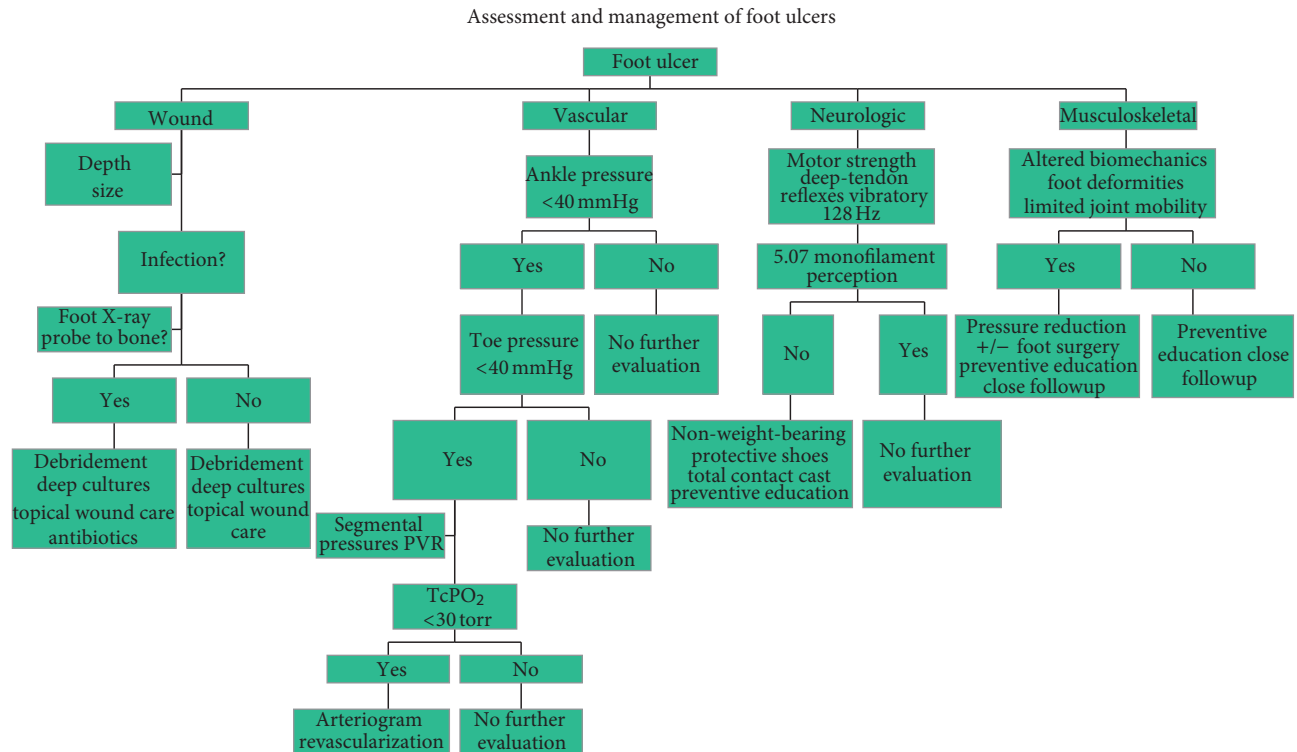 Assessment and management of foot ulcers
Foot ulcer
Wound
Depth
size
Infection?
Foot X-ray
probe to bone?
Yes
No
Debridement
deep cultures
topical wound care
antibiotics
Debridement
deep cultures
topical wound
care
Vascular
Ankle pressure
<40 mmHg
Yes
No
Toe pressure
<40 mmHg
No further
evaluation
Yes
No
Segmental
pressures PVR
No further
evaluation
TcPO₂
<30 torr
Yes
No
Arteriogram
revascularization
No further
evaluation
Neurologic
Motor strength
deep-tendon
reflexes vibratory
128 Hz
5.07 monofilament
perception
No
Yes
Non-weight-bearing
protective shoes
total contact cast
preventive education
No further
evaluation
Musculoskeletal
Altered biomechanics
foot deformities
limited joint mobility
Yes
No
Pressure reduction
+/− foot surgery
preventive education
close followup
Preventive
education close
followup